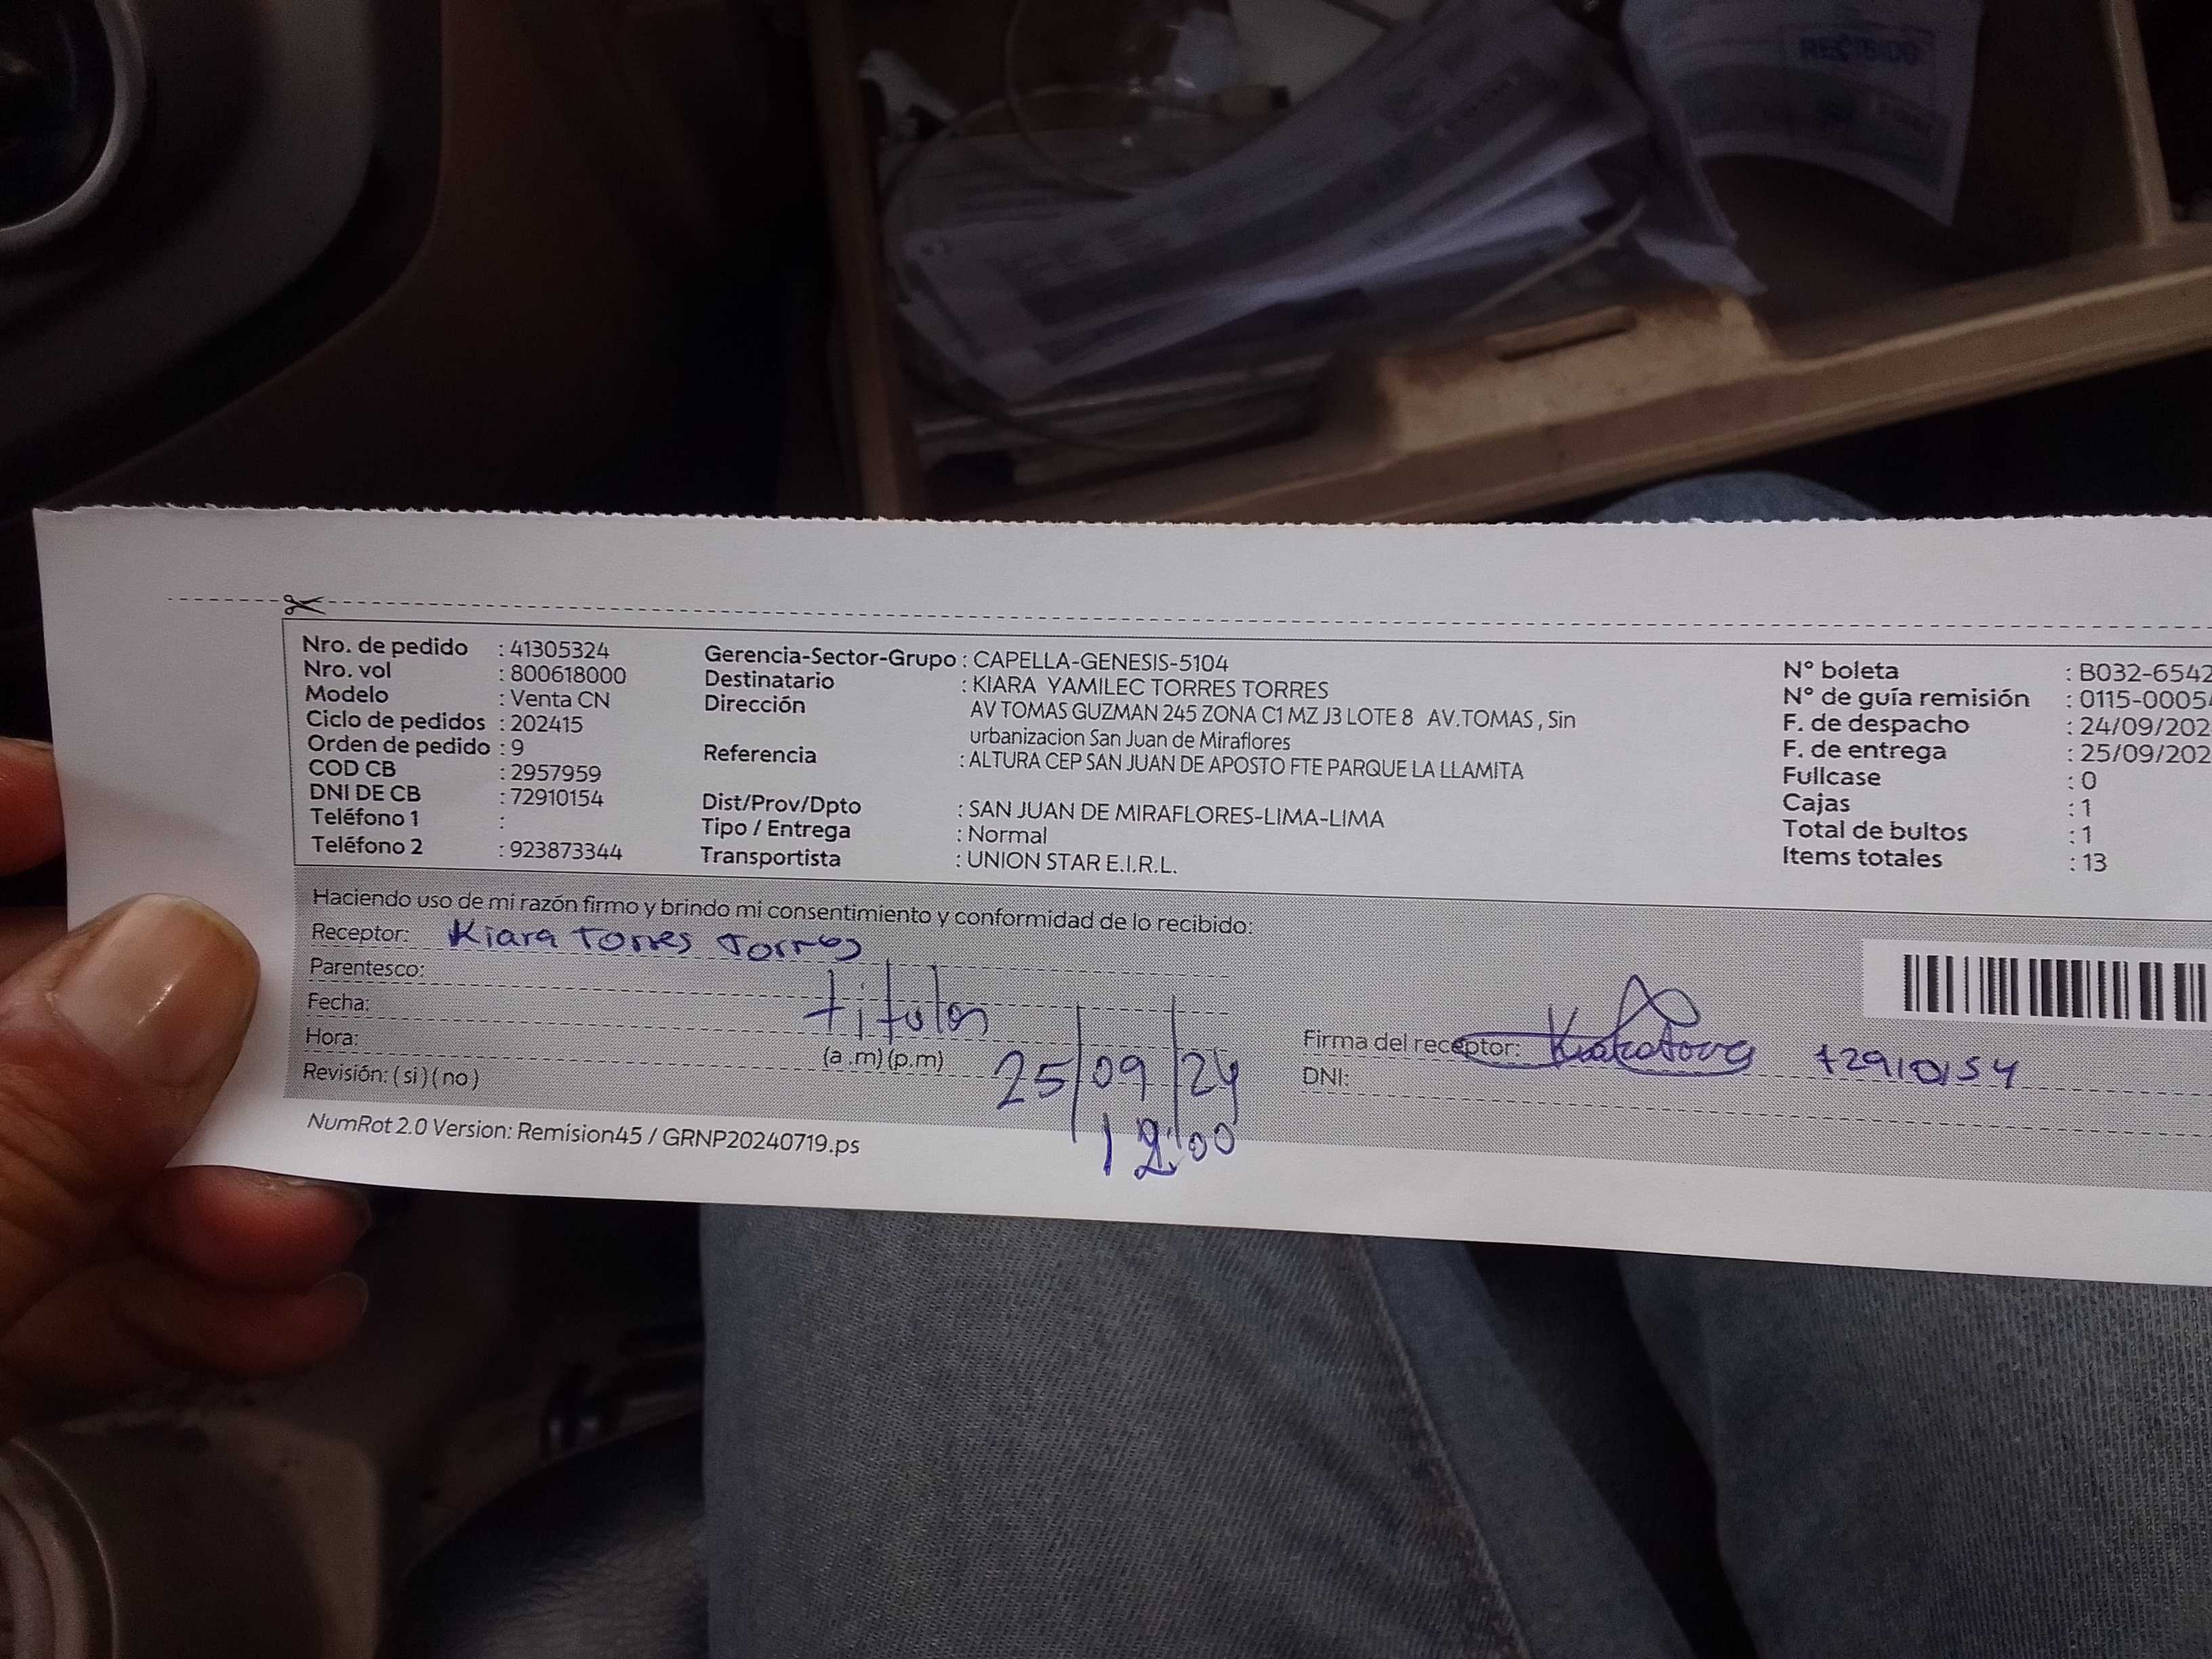 RECIBIDO
Nro. de pedido : 41305324
Nro. vol : 800618000
Modelo : Venta CN
Ciclo de pedidos : 202415
Orden de pedido : 9
COD CB : 2957959
DNI DE CB : 72910154
Teléfono 1 :
Teléfono 2 : 923873344
Gerencia-Sector-Grupo : CAPELLA-GENESIS-5104
Destinatario : KIARA YAMILEC TORRES TORRES
Dirección AV TOMAS GUZMAN 245 ZONA C1 MZ J3 LOTE 8 AV.TOMAS , Sin
urbanizacion San Juan de Miraflores
Referencia : ALTURA CEP SAN JUAN DE APOSTO FTE PARQUE LA LLAMITA
Dist/Prov/Dpto : SAN JUAN DE MIRAFLORES-LIMA-LIMA
Tipo / Entrega : Normal
Transportista : UNION STAR E.I.R.L.
N° boleta : B032-6542
N° de guía remisión : 0115-0005
F. de despacho : 24/09/202
F. de entrega : 25/09/202
Fullcase : 0
Cajas : 1
Total de bultos : 1
Items totales : 13
Haciendo uso de mi razón firmo y brindo mi consentimiento y conformidad de lo recibido:
Receptor: Kiara Torres Torres
Parentesco: titular
Fecha: 25/09/24
Hora: (a .m) (p.m) 12:00
Revisión: ( si ) ( no )
Firma del receptor:
DNI: 72910154
NumRot 2.0 Version: Remision45 / GRNP20240719.ps